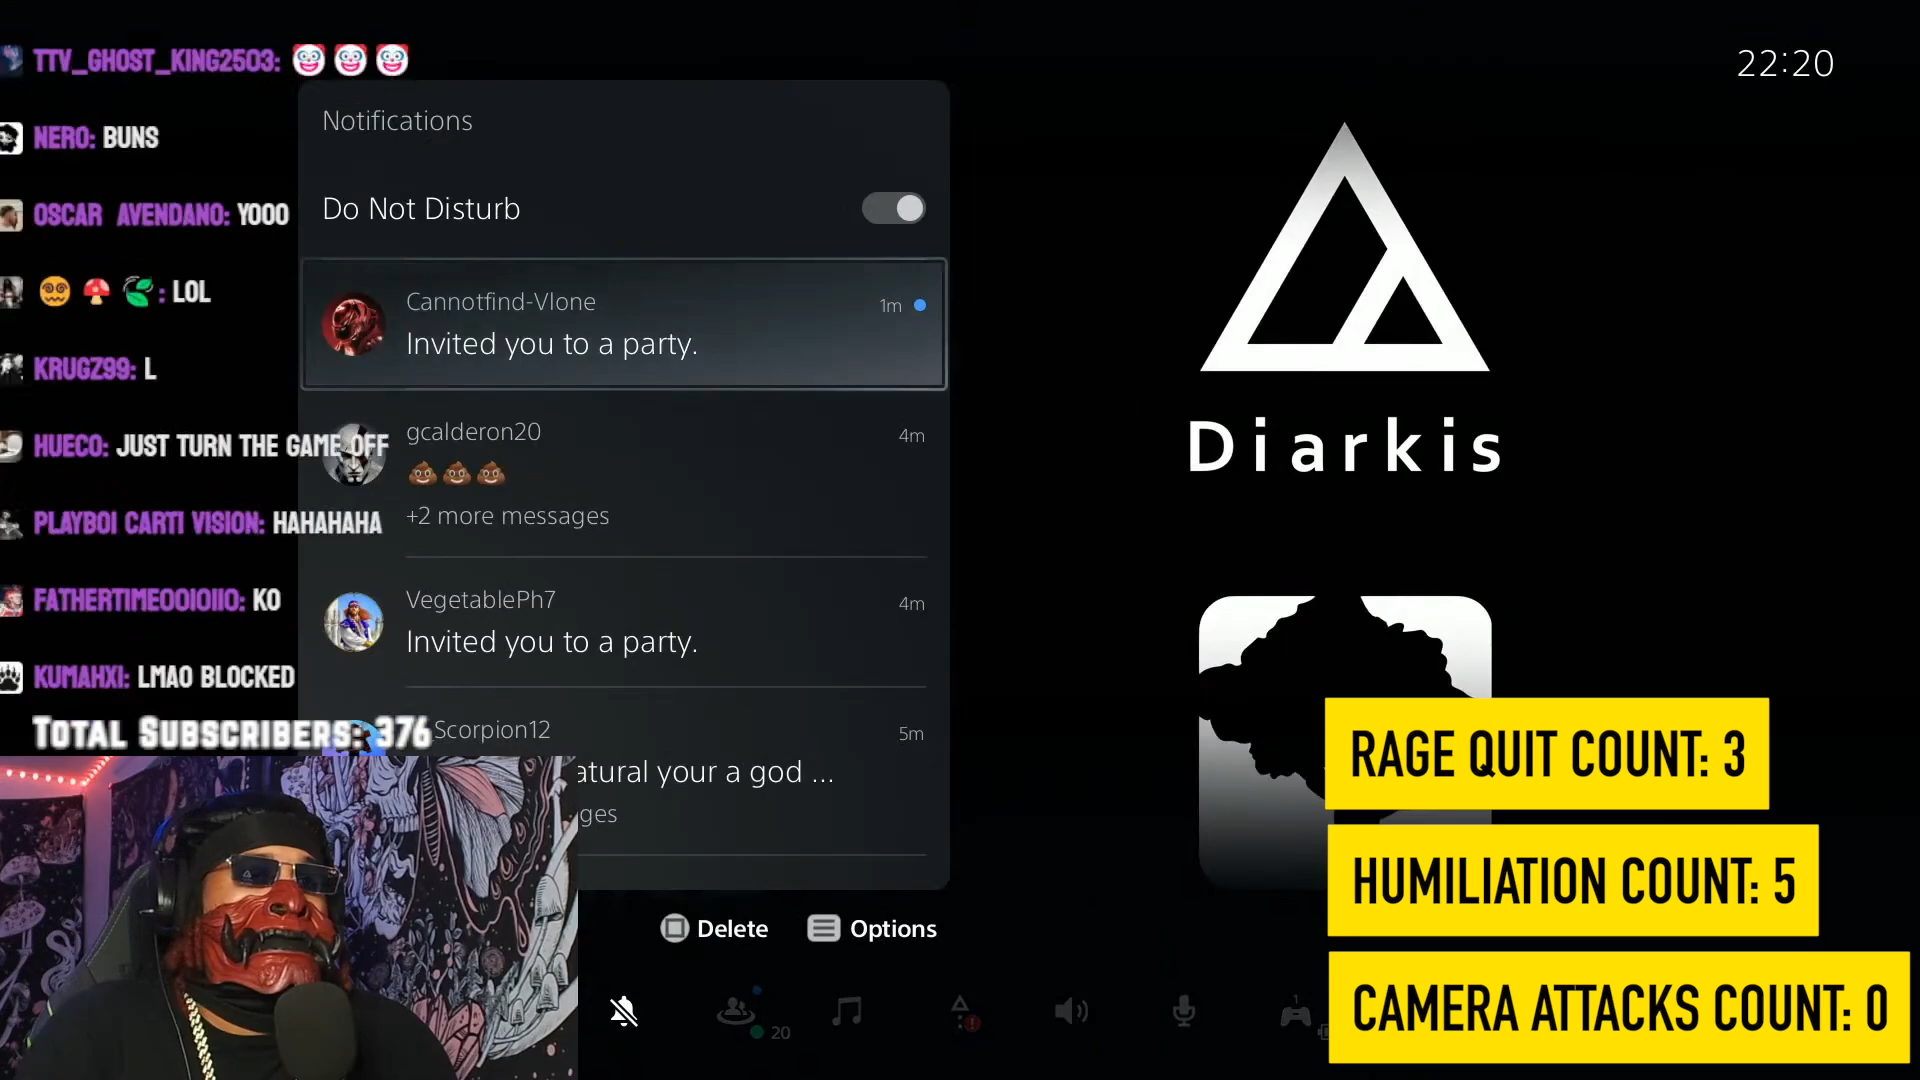 TTV_GHOST_KING2503: 🤡🤡🤡
NERO: BUNS
OSCAR AVENDANO: YOOO
😵‍💫 🍄 🍃: LOL
KRUGZ99: L
HUECO: JUST TURN THE GAME OFF
PLAYBOI CARTI VISION: HAHAHAHA
FATHERTIME0010110: KO
KUMAHXI: LMAO BLOCKED
TOTAL SUBSCRIBERS: 376
Notifications
Do Not Disturb
Cannotfind-Vlone
1m
Invited you to a party.
gcalderon20
4m
💩💩💩
+2 more messages
VegetablePh7
4m
Invited you to a party.
Scorpion12
5m
atural your a god ...
ges
Delete
Options
20
22:20
Diarkis
RAGE QUIT COUNT: 3
HUMILIATION COUNT: 5
CAMERA ATTACKS COUNT: 0